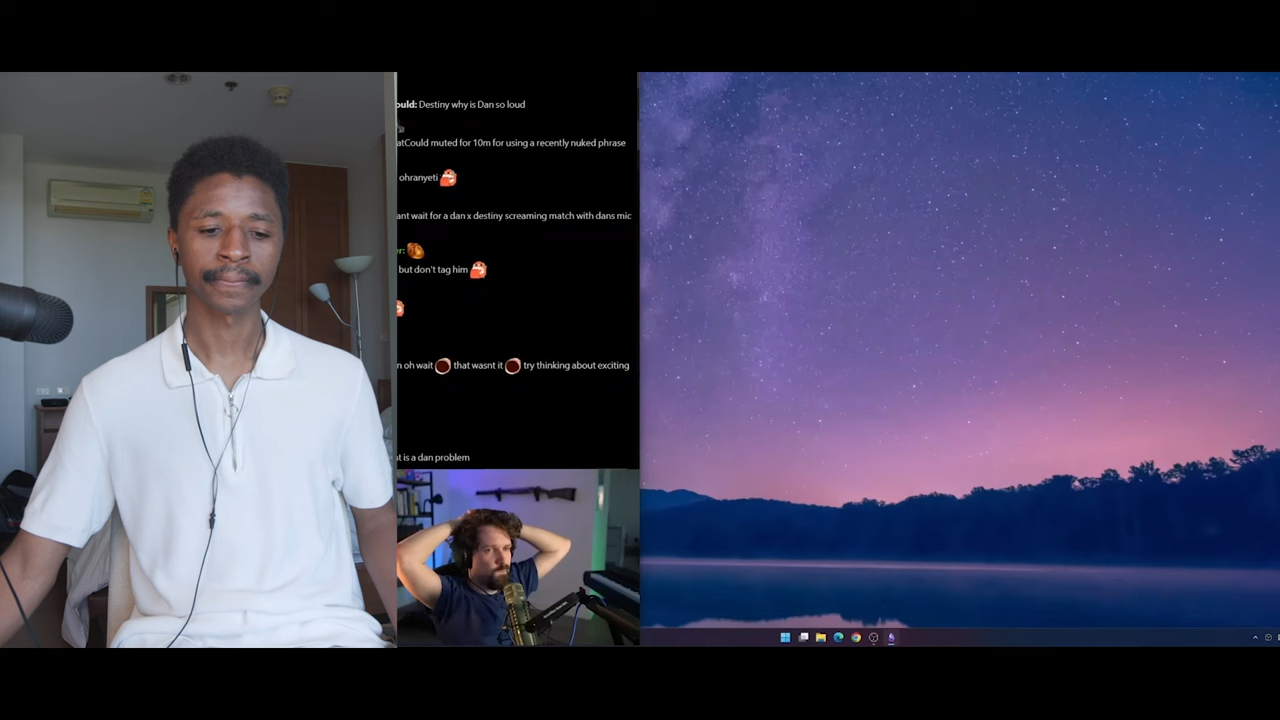 ould: Destiny why is Dan so loud
atCould muted for 10m for using a recently nuked phrase
ohranyeti
ant wait for a dan x destiny screaming match with dans mic
er:
but don't tag him
n oh wait that wasnt it try thinking about exciting
at is a dan problem